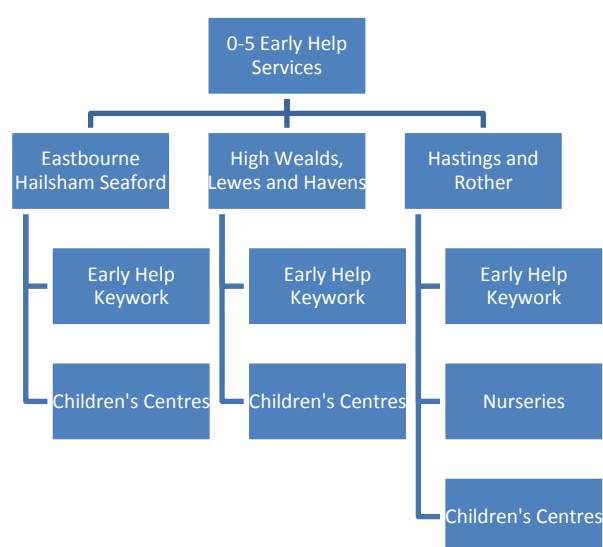 0-5 Early Help
Services
Eastbourne
Hailsham Seaford
High Wealds,
Lewes and Havens
Hastings and
Rother
Early Help
Keywork
Early Help
Keywork
Early Help
Keywork
Children's Centres
Children's Centres
Nurseries
Children's Centres